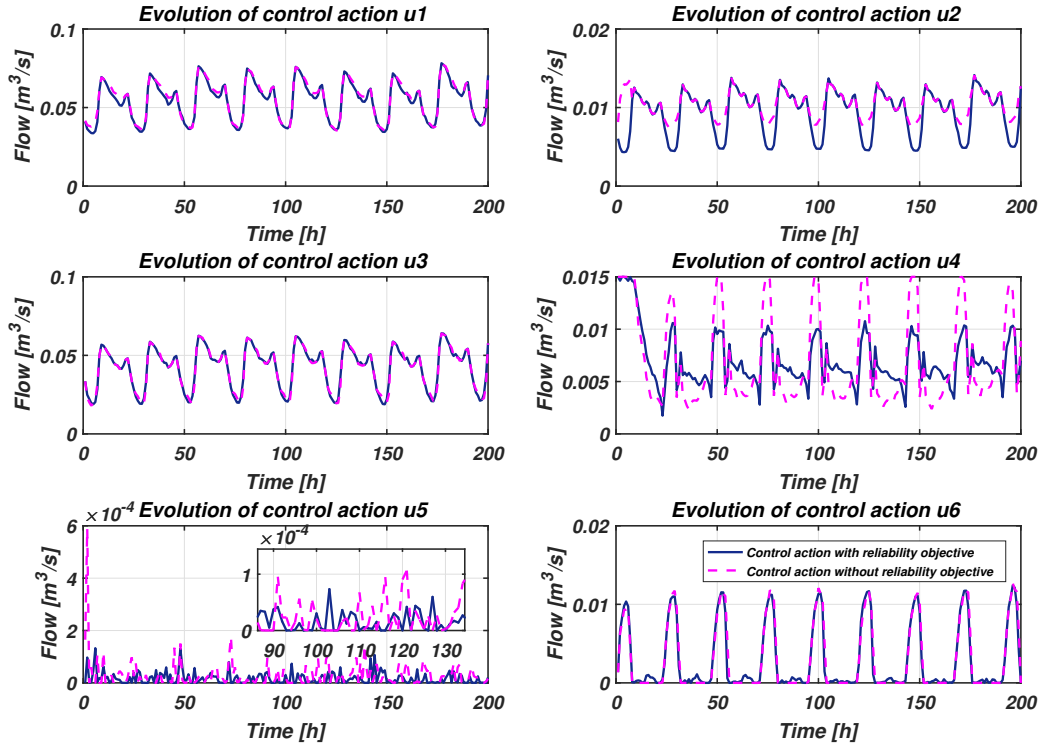 Evolution of control action u1
Flow [m³/s]
0.1
0.05
0
0 50 100 150 200
Time [h]
Evolution of control action u2
Flow [m³/s]
0.02
0.01
0
0 50 100 150 200
Time [h]
Evolution of control action u3
Flow [m³/s]
0.1
0.05
0
0 50 100 150 200
Time [h]
Evolution of control action u4
Flow [m³/s]
0.015
0.01
0.005
0
0 50 100 150 200
Time [h]
Evolution of control action u5
×10⁻⁴
Flow [m³/s]
6
4
2
0
0 50 100 150 200
Time [h]
×10⁻⁴
1
0
90 100 110 120 130
Evolution of control action u6
Flow [m³/s]
0.02
0.01
0
0 50 100 150 200
Time [h]
Control action with reliability objective
Control action without reliability objective